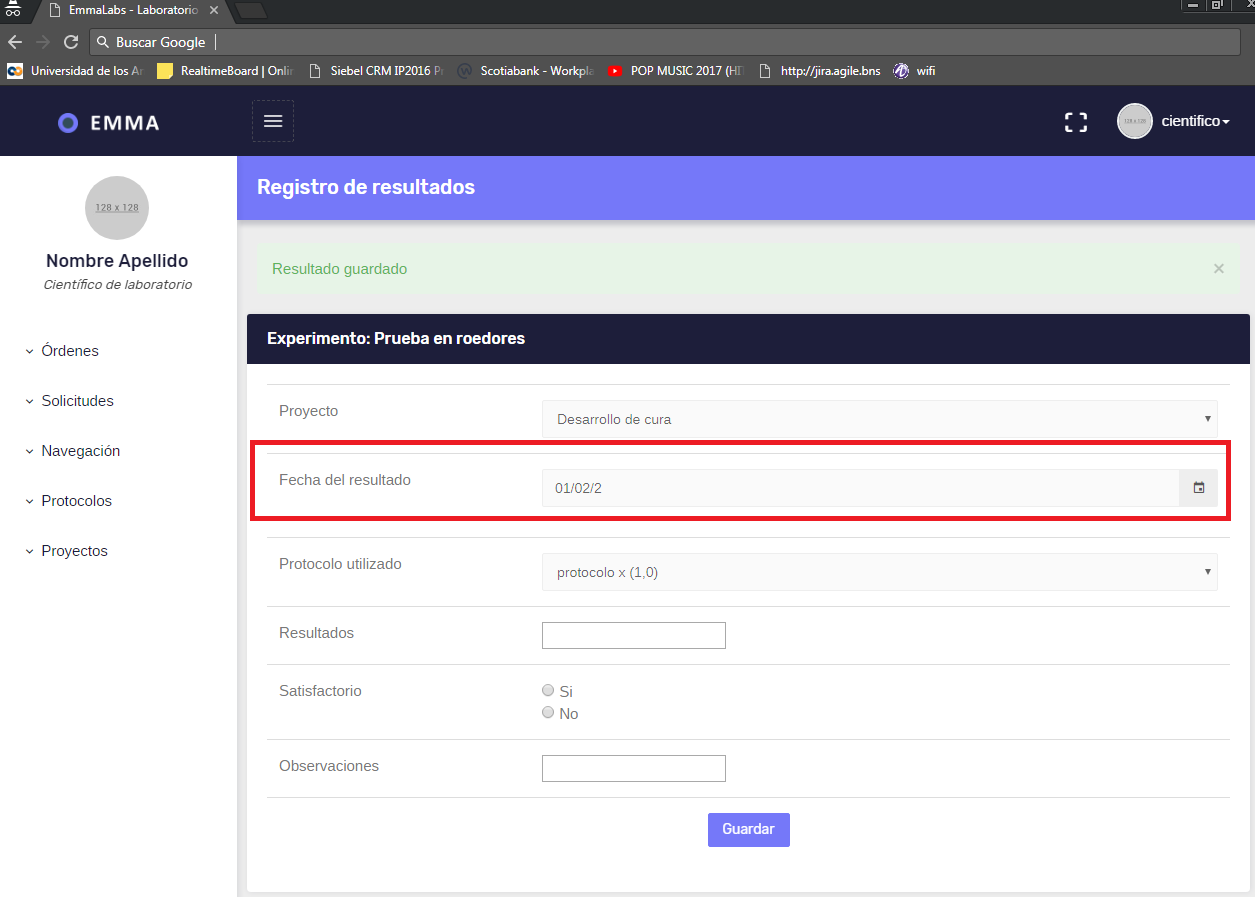 EmmaLabs - Laboratorio
Buscar Google
Universidad de los
RealtimeBoard | Onlin
Siebel CRM IP2016
Scotiabank - Workpla
POP MUSIC 2017 (HI
http://jira.agile.bns
wifi
EMMA
128 x 128
cientifico
Registro de resultados
128 x 128
Nombre Apellido
Científico de laboratorio
Órdenes
Solicitudes
Navegación
Protocolos
Proyectos
Resultado guardado
Experimento: Prueba en roedores
Proyecto
Desarrollo de cura
Fecha del resultado
01/02/2
Protocolo utilizado
protocolo x (1,0)
Resultados
Satisfactorio
Si
No
Observaciones
Guardar